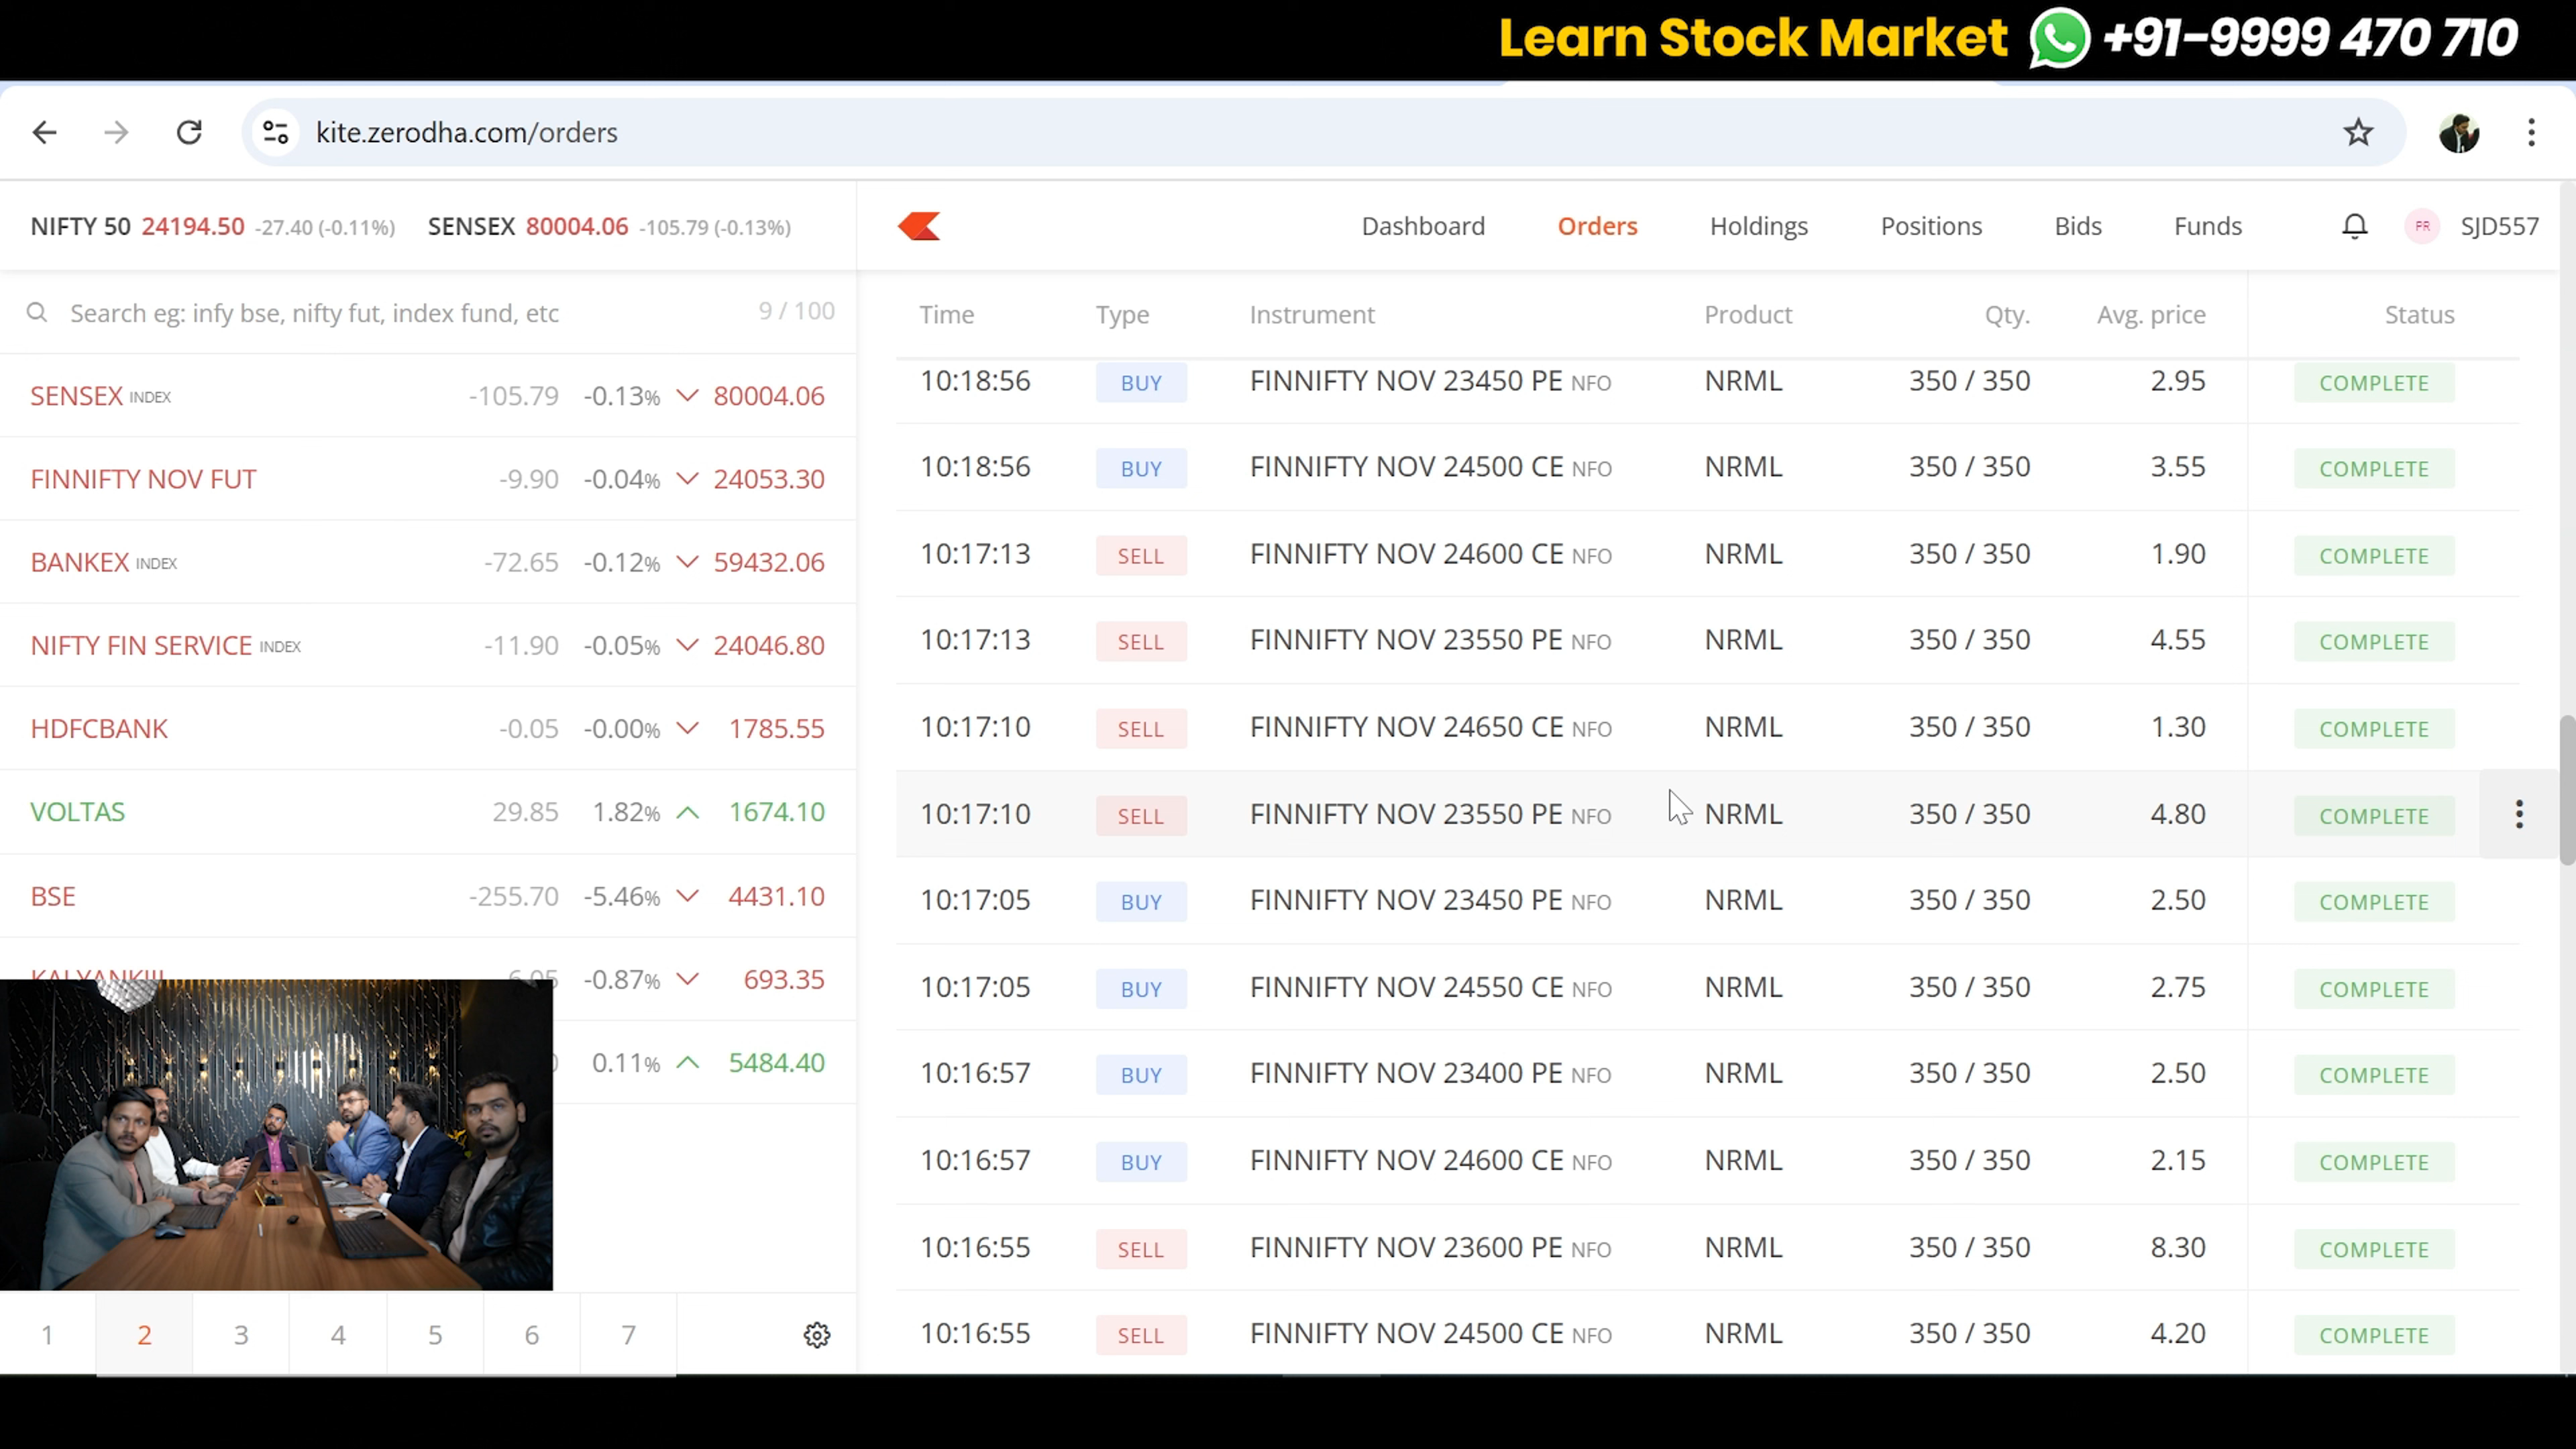 Learn Stock Market +91-9999 470 710
kite.zerodha.com/orders
NIFTY 50 24194.50 -27.40 (-0.11%) SENSEX 80004.06 -105.79 (-0.13%)
Dashboard Orders Holdings Positions Bids Funds PR SJD557
Search eg: infy bse, nifty fut, index fund, etc 9 / 100
SENSEX INDEX -105.79 -0.13% 80004.06
FINNIFTY NOV FUT -9.90 -0.04% 24053.30
BANKEX INDEX -72.65 -0.12% 59432.06
NIFTY FIN SERVICE INDEX -11.90 -0.05% 24046.80
HDFCBANK -0.05 -0.00% 1785.55
VOLTAS 29.85 1.82% 1674.10
BSE -255.70 -5.46% 4431.10
-0.87% 693.35
0.11% 5484.40
1 2 3 4 5 6 7
Time Type Instrument Product Qty. Avg. price Status
10:18:56 BUY FINNIFTY NOV 23450 PE NFO NRML 350 / 350 2.95 COMPLETE
10:18:56 BUY FINNIFTY NOV 24500 CE NFO NRML 350 / 350 3.55 COMPLETE
10:17:13 SELL FINNIFTY NOV 24600 CE NFO NRML 350 / 350 1.90 COMPLETE
10:17:13 SELL FINNIFTY NOV 23550 PE NFO NRML 350 / 350 4.55 COMPLETE
10:17:10 SELL FINNIFTY NOV 24650 CE NFO NRML 350 / 350 1.30 COMPLETE
10:17:10 SELL FINNIFTY NOV 23550 PE NFO NRML 350 / 350 4.80 COMPLETE
10:17:05 BUY FINNIFTY NOV 23450 PE NFO NRML 350 / 350 2.50 COMPLETE
10:17:05 BUY FINNIFTY NOV 24550 CE NFO NRML 350 / 350 2.75 COMPLETE
10:16:57 BUY FINNIFTY NOV 23400 PE NFO NRML 350 / 350 2.50 COMPLETE
10:16:57 BUY FINNIFTY NOV 24600 CE NFO NRML 350 / 350 2.15 COMPLETE
10:16:55 SELL FINNIFTY NOV 23600 PE NFO NRML 350 / 350 8.30 COMPLETE
10:16:55 SELL FINNIFTY NOV 24500 CE NFO NRML 350 / 350 4.20 COMPLETE